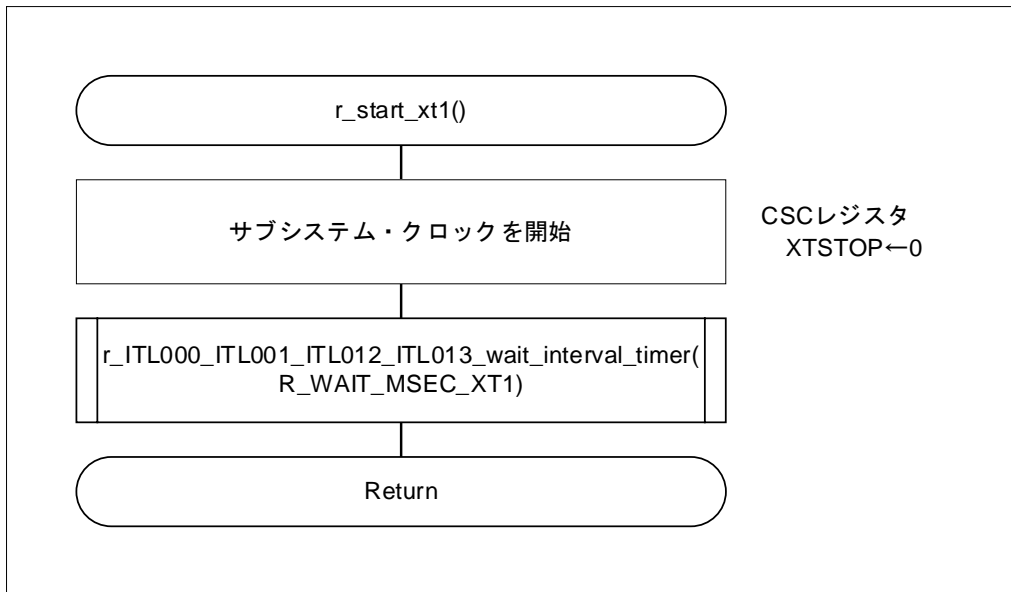 r_start_xt1()
サブシステム・クロックを開始
CSCレジスタ
XTSTOP←0
r_ITL000_ITL001_ITL012_ITL013_wait_interval_timer(
R_WAIT_MSEC_XT1)
Return